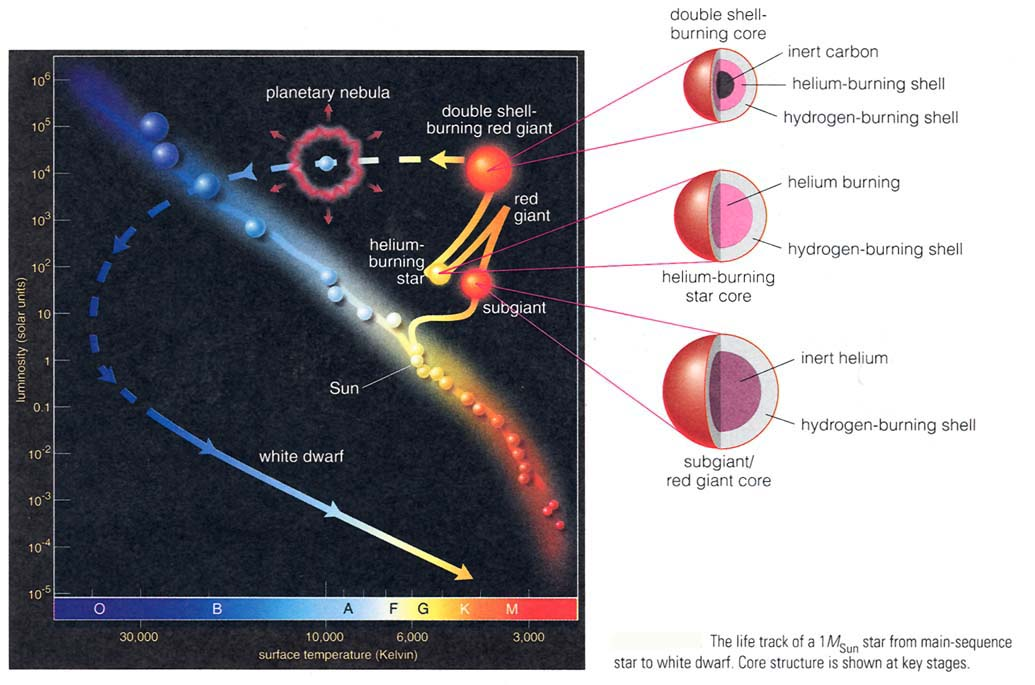 double shell-
burning core
inert carbon
helium-burning shell
hydrogen-burning shell
planetary nebula
double shell-
burning red giant
red
giant
helium-
burning
star
subgiant
Sun
white dwarf
helium burning
hydrogen-burning shell
helium-burning
star core
inert helium
hydrogen-burning shell
subgiant/
red giant core
luminosity (solar units)
10⁶
10⁵
10⁴
10³
10²
10
1
0.1
10⁻²
10⁻³
10⁻⁴
10⁻⁵
O B A F G K M
30,000 10,000 6,000 3,000
surface temperature (Kelvin)
The life track of a 1M_Sun star from main-sequence
star to white dwarf. Core structure is shown at key stages.